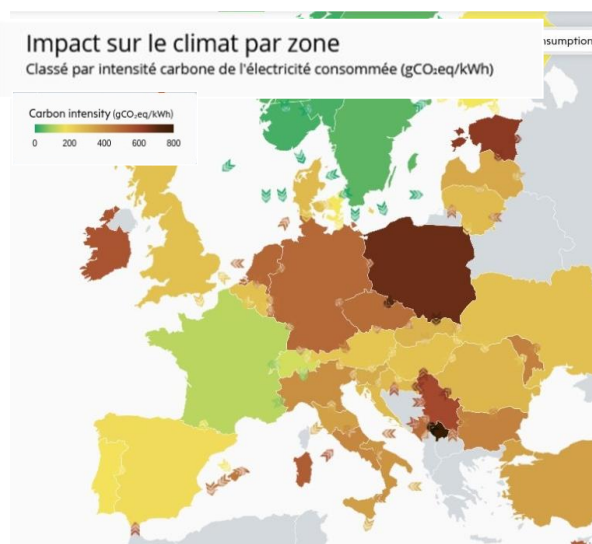 Impact sur le climat par zone
Classé par intensité carbone de l'électricité consommée (gCO₂eq/kWh)
Carbon intensity (gCO₂eq/kWh)
0 200 400 600 800